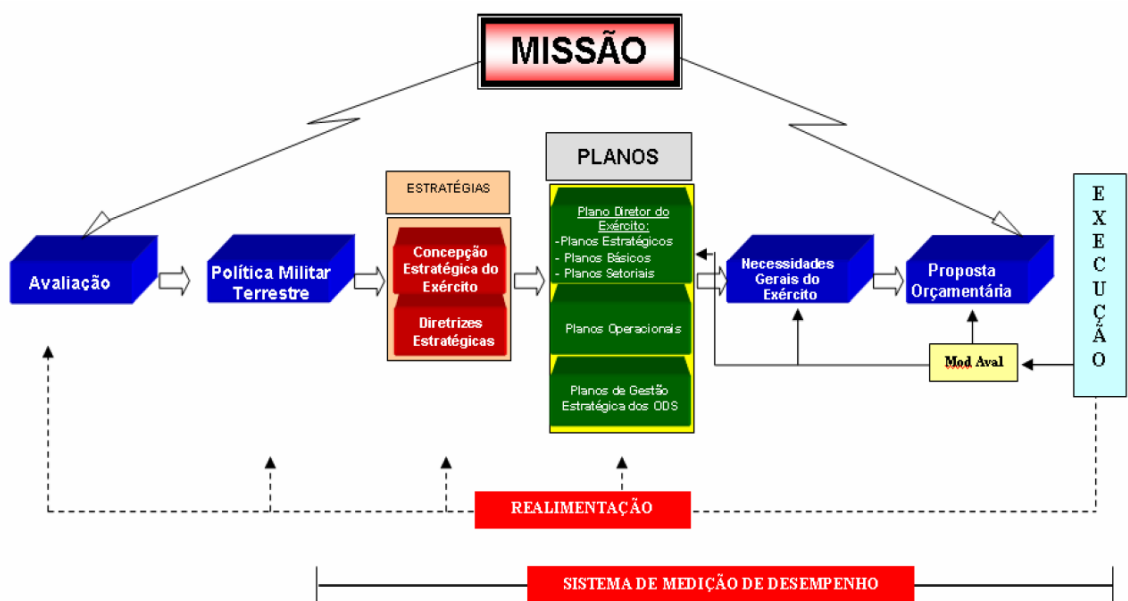 MISSÃO
PLANOS
ESTRATÉGIAS
Avaliação
Política Militar
Terrestre
Concepção
Estratégica do
Exército
Diretrizes
Estratégicas
Plano Diretor do
Exército:
-Planos Estratégicos
- Planos Básicos
- Planos Setoriais
Planos Operacionais
Planos de Gestão
Estratégica dos ODS
Necessidades
Gerais do
Exército
Proposta
Orçamentária
Mod Aval
EXECUÇÃO
REALIMENTAÇÃO
SISTEMA DE MEDIÇÃO DE DESEMPENHO